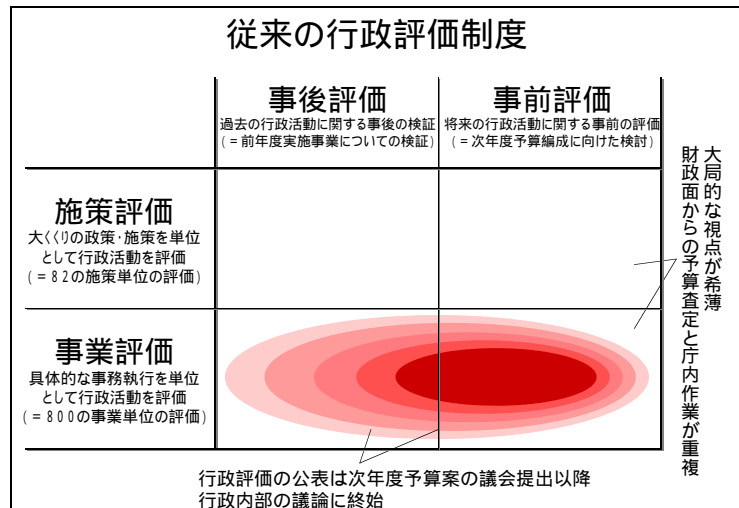 従来の行政評価制度
事後評価
過去の行政活動に関する事後の検証
(=前年度実施事業についての検証)
事前評価
将来の行政活動に関する事前の評価
(=次年度予算編成に向けた検討)
施策評価
大くくりの政策・施策を単位
として行政活動を評価
(=82の施策単位の評価)
事業評価
具体的な事務執行を単位
として行政活動を評価
(=800の事業単位の評価)
大局的な視点が希薄
財政面からの予算査定と庁内作業が重複
行政評価の公表は次年度予算案の議会提出以降
行政内部の議論に終始